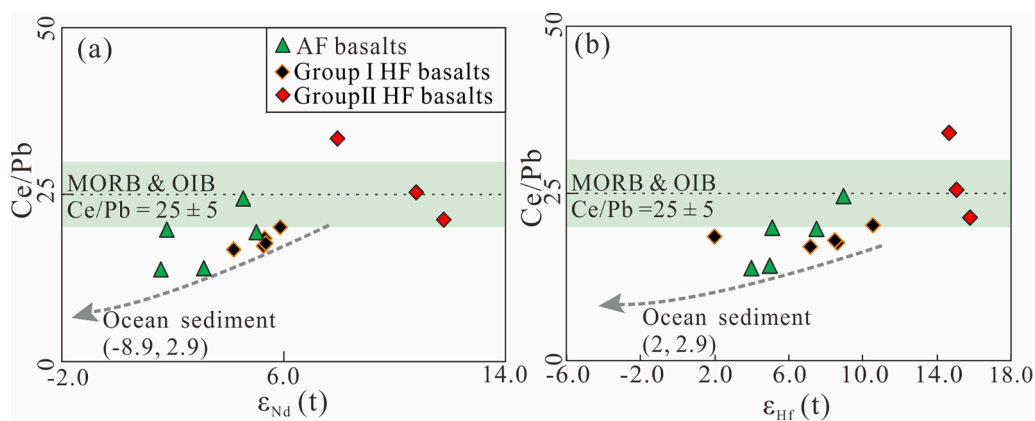 50
(a)
AF basalts
Group I HF basalts
GroupII HF basalts
Ce/Pb
25
MORB & OIB
Ce/Pb = 25 ± 5
Ocean sediment
(-8.9, 2.9)
0
-2.0 6.0 14.0
εNd (t)
50
(b)
Ce/Pb
25
MORB & OIB
Ce/Pb =25 ± 5
Ocean sediment
(2, 2.9)
0
-6.0 -2.0 2.0 6.0 10.0 14.0 18.0
εHf (t)